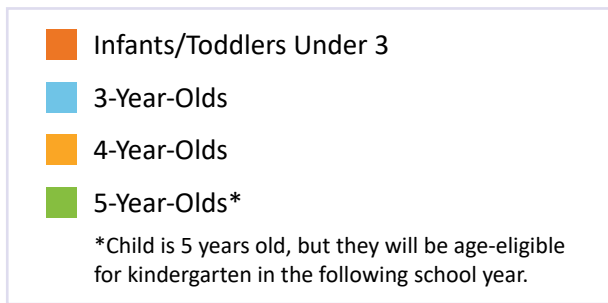 Infants/Toddlers Under 3
3-Year-Olds
4-Year-Olds
5-Year-Olds*
*Child is 5 years old, but they will be age-eligible
for kindergarten in the following school year.